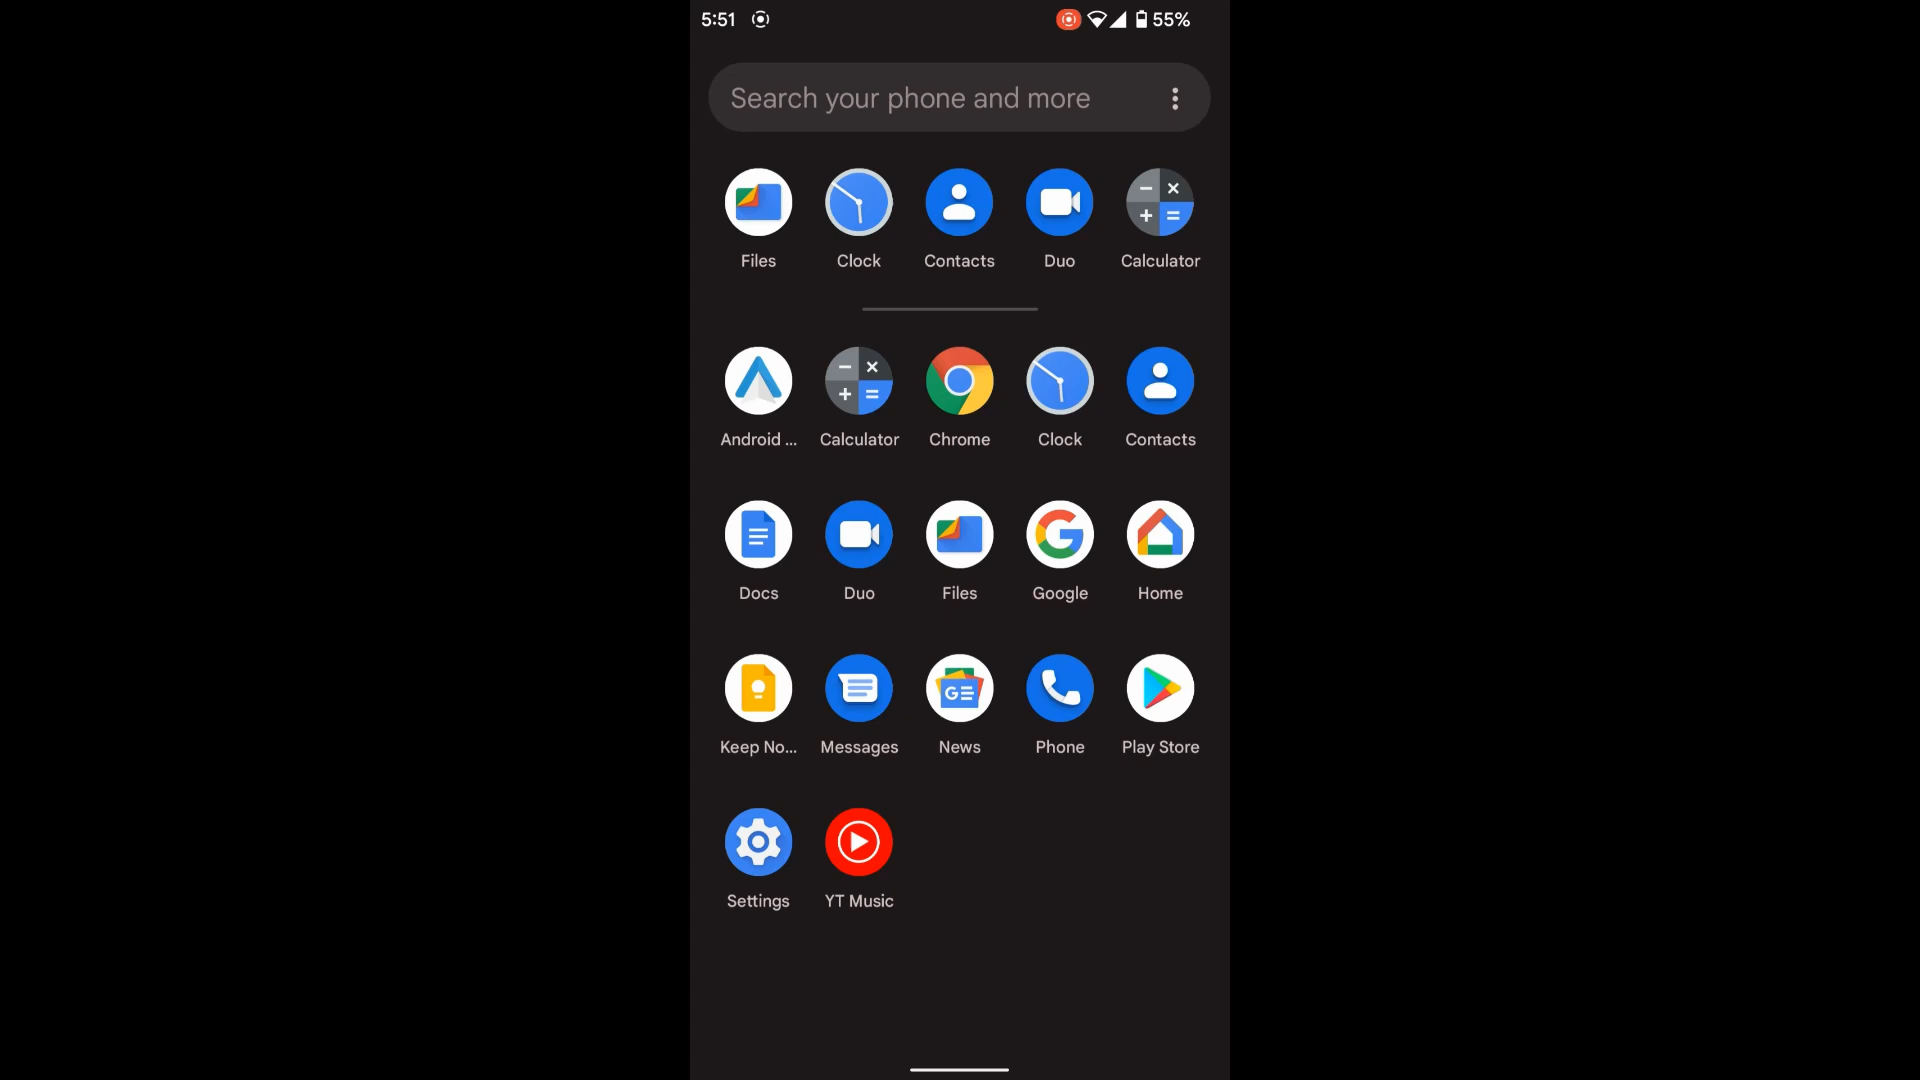 5:51 55%
Search your phone and more
Files Clock Contacts Duo Calculator
Android ... Calculator Chrome Clock Contacts
Docs Duo Files Google Home
Keep No... Messages News Phone Play Store
Settings YT Music